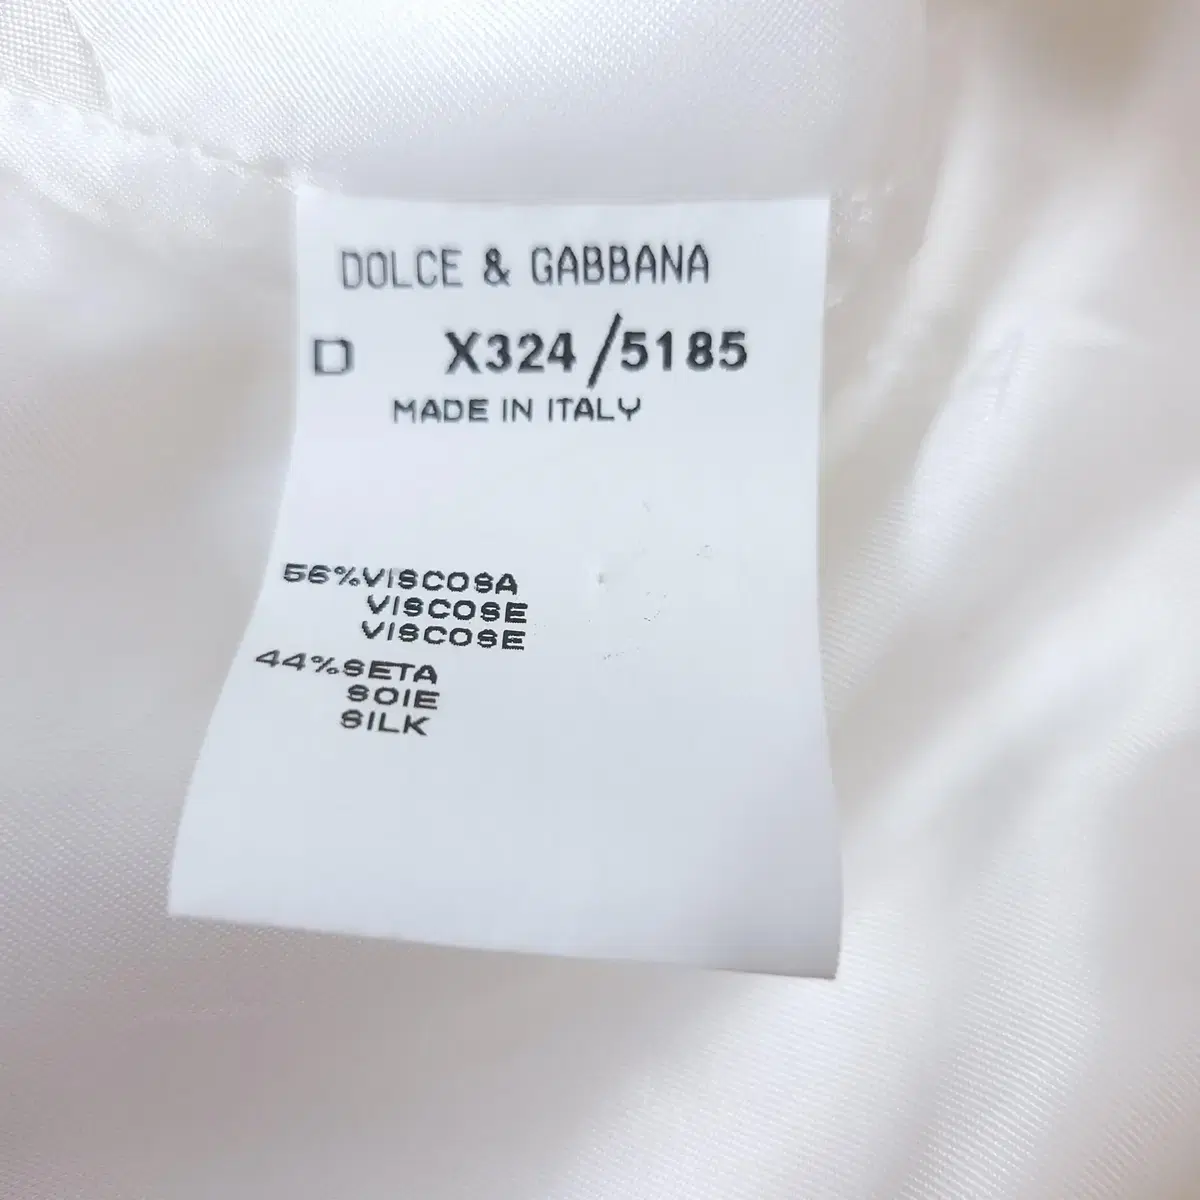 DOLCE & GABBANA
D X324/5185
MADE IN ITALY
56%VISCOSA
VISCOSE
VISCOSE
44%SETA
SOIE
SILK